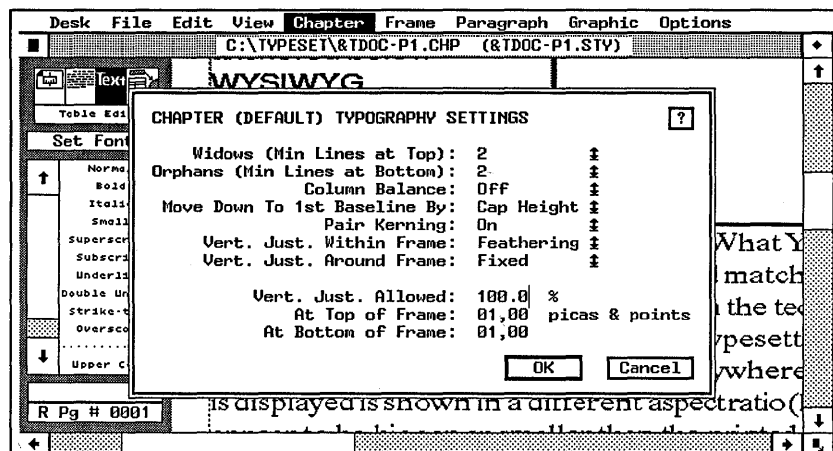 Desk File Edit View Chapter Frame Paragraph Graphic Options
C:\TYPESET\&TDOC-P1.CHP (&TDOC-P1.STY)
Text
WYSIWYG
Table Edi
CHAPTER (DEFAULT) TYPOGRAPHY SETTINGS ?
Set Font
Widows (Min Lines at Top): 2
Orphans (Min Lines at Bottom): 2
Column Balance: Off
Move Down To 1st Baseline By: Cap Height
Pair Kerning: On
Vert. Just. Within Frame: Feathering
Vert. Just. Around Frame: Fixed
Vert. Just. Allowed: 100.0 %
At Top of Frame: 01,00 picas & points
At Bottom of Frame: 01,00
OK Cancel
Norma
Bold
Itali
Small
Superscr
Subscri
Underli
Double Un
Strike-t
Oversco
Upper C
What Y
match
the tec
ypesett
ywhere
R Pg # 0001
is displayed is shown in a different aspect ratio (